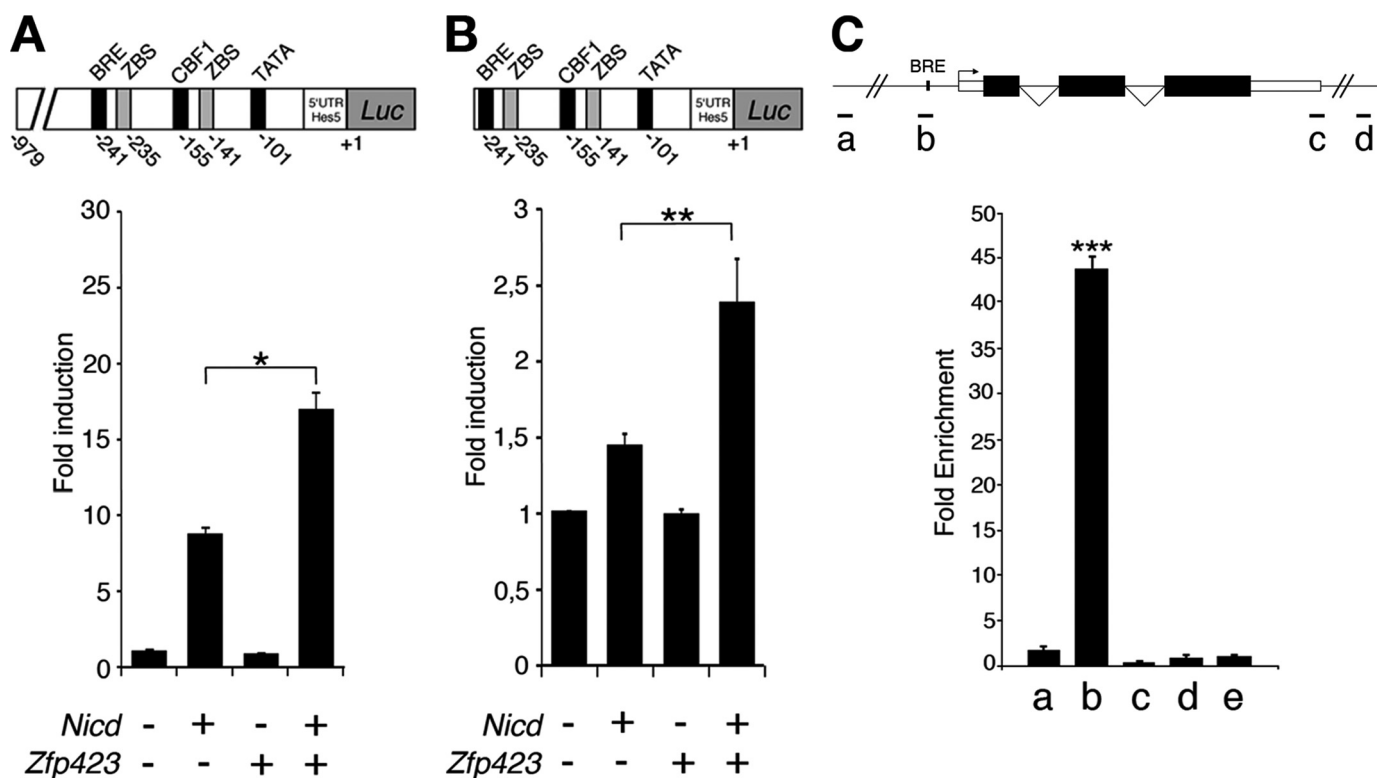 A
BRE ZBS CBF1 ZBS TATA
5'UTR Hes5 Luc
-979 -241 -235 -155 -141 -101 +1
30
25
20
15
10
5
0
Fold induction
*
Nicd - + - +
Zfp423 - - + +
B
BRE ZBS CBF1 ZBS TATA
5'UTR Hes5 Luc
-241 -235 -155 -141 -101 +1
3
2,5
2
1,5
1
0,5
0
Fold induction
**
Nicd - + - +
Zfp423 - - + +
C
BRE
a b c d
50
45
40
35
30
25
20
15
10
5
0
Fold Enrichment
***
a b c d e